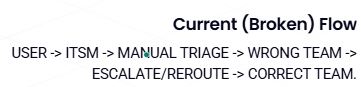 Current (Broken) Flow
USER -> ITSM -> MANUAL TRIAGE -> WRONG TEAM ->
ESCALATE/REROUTE -> CORRECT TEAM.